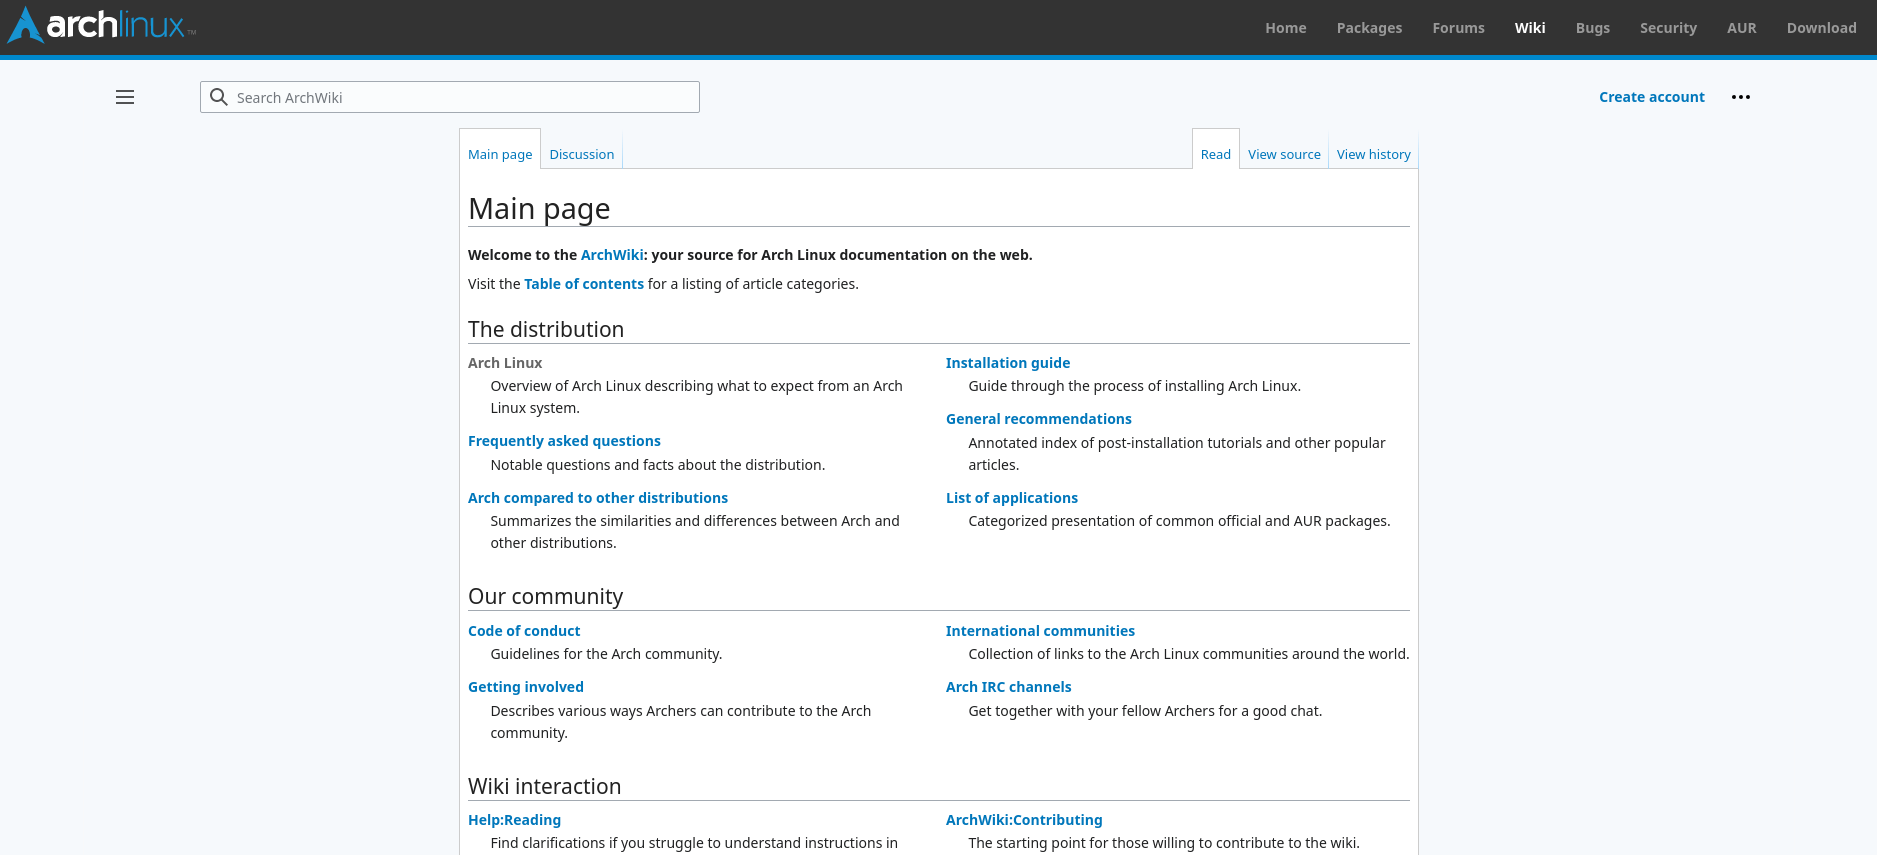 archlinux™
Home Packages Forums Wiki Bugs Security AUR Download
Search ArchWiki
Create account
Main page Discussion
Read View source View history
Main page
Welcome to the ArchWiki: your source for Arch Linux documentation on the web.
Visit the Table of contents for a listing of article categories.
The distribution
Arch Linux
Overview of Arch Linux describing what to expect from an Arch
Linux system.
Frequently asked questions
Notable questions and facts about the distribution.
Arch compared to other distributions
Summarizes the similarities and differences between Arch and
other distributions.
Installation guide
Guide through the process of installing Arch Linux.
General recommendations
Annotated index of post-installation tutorials and other popular
articles.
List of applications
Categorized presentation of common official and AUR packages.
Our community
Code of conduct
Guidelines for the Arch community.
Getting involved
Describes various ways Archers can contribute to the Arch
community.
International communities
Collection of links to the Arch Linux communities around the world.
Arch IRC channels
Get together with your fellow Archers for a good chat.
Wiki interaction
Help:Reading
Find clarifications if you struggle to understand instructions in
ArchWiki:Contributing
The starting point for those willing to contribute to the wiki.